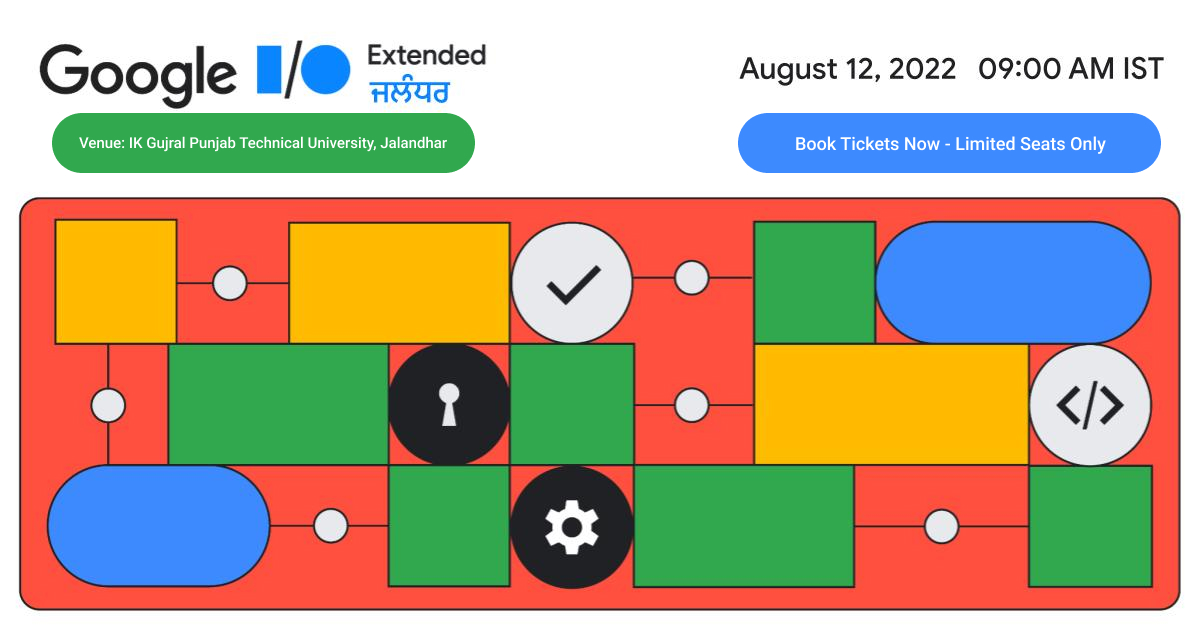 Google I/O Extended
ਜਲੰਧਰ
August 12, 2022 09:00 AM IST
Venue: IK Gujral Punjab Technical University, Jalandhar
Book Tickets Now - Limited Seats Only
</>